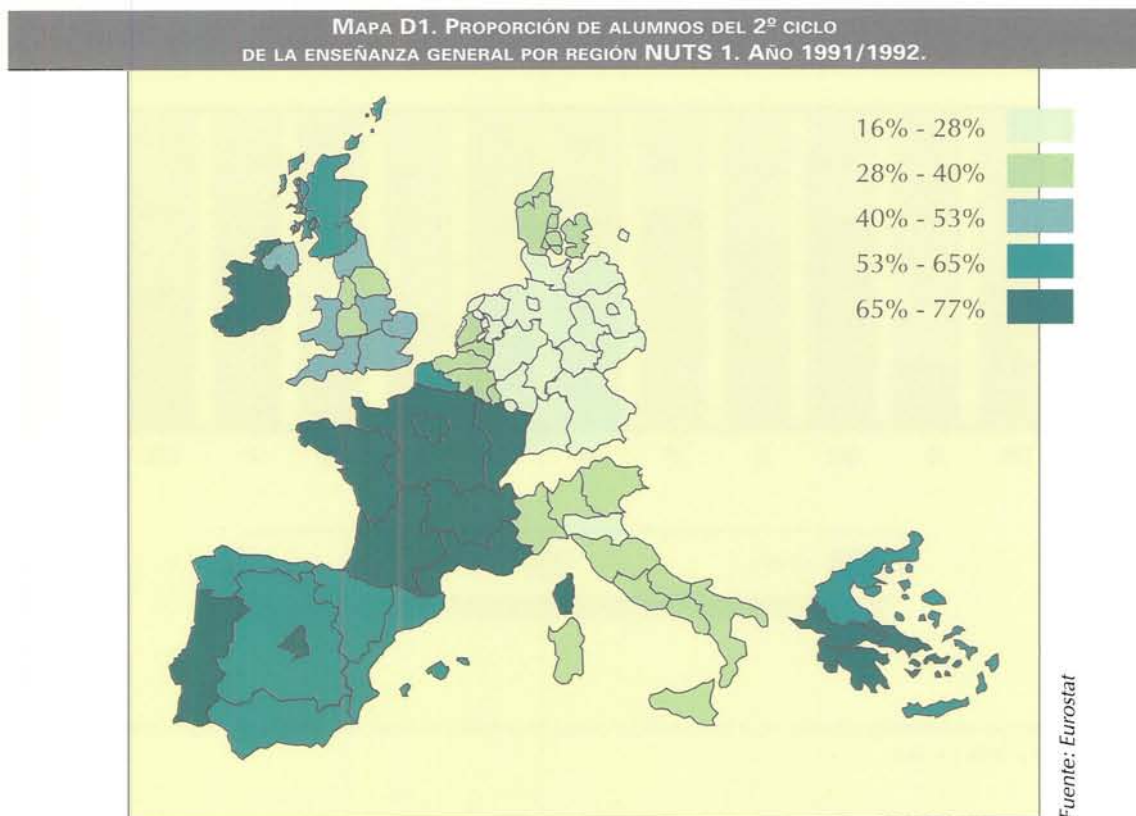 MAPA D1. PROPORCIÓN DE ALUMNOS DEL 2º CICLO
DE LA ENSEÑANZA GENERAL POR REGIÓN NUTS 1. AÑO 1991/1992.
16% - 28%
28% - 40%
40% - 53%
53% - 65%
65% - 77%
Fuente: Eurostat